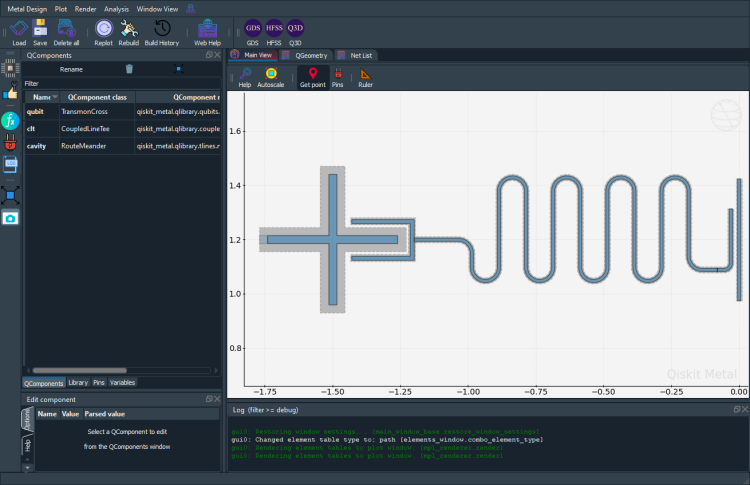 Metal Design Plot Render Analysis Window View
Load Save Delete all Replot Rebuild Build History Web Help GDS HFSS Q3D
GDS HFSS Q3D
QComponents
Main View QGeometry Net List
Rename
Help Autoscale Get point Pins Ruler
Filter
Name QComponent class QComponent r
qubit TransmonCross qiskit_metal.qlibrary.qubits.
clt CoupledLineTee qiskit_metal.qlibrary.couple
cavity RouteMeander qiskit_metal.qlibrary.tlines.r
1.6
1.4
1.2
1.0
0.8
Qiskit Metal
−1.75 −1.50 −1.25 −1.00 −0.75 −0.50 −0.25 0.00
QComponents Library Pins Variables
Edit component
Options
Help
Name Value Parsed value
Select a QComponent to edit
from the QComponents window
Log (filter >= debug)
gui0: Restoring window settings... [main_window_base.restore_window_settings]
gui0: Changed element table type to: path [elements_window.combo_element_type]
gui0: Rendering element tables to plot window. [mpl_renderer.render]
gui0: Rendering element tables to plot window. [mpl_renderer.render]